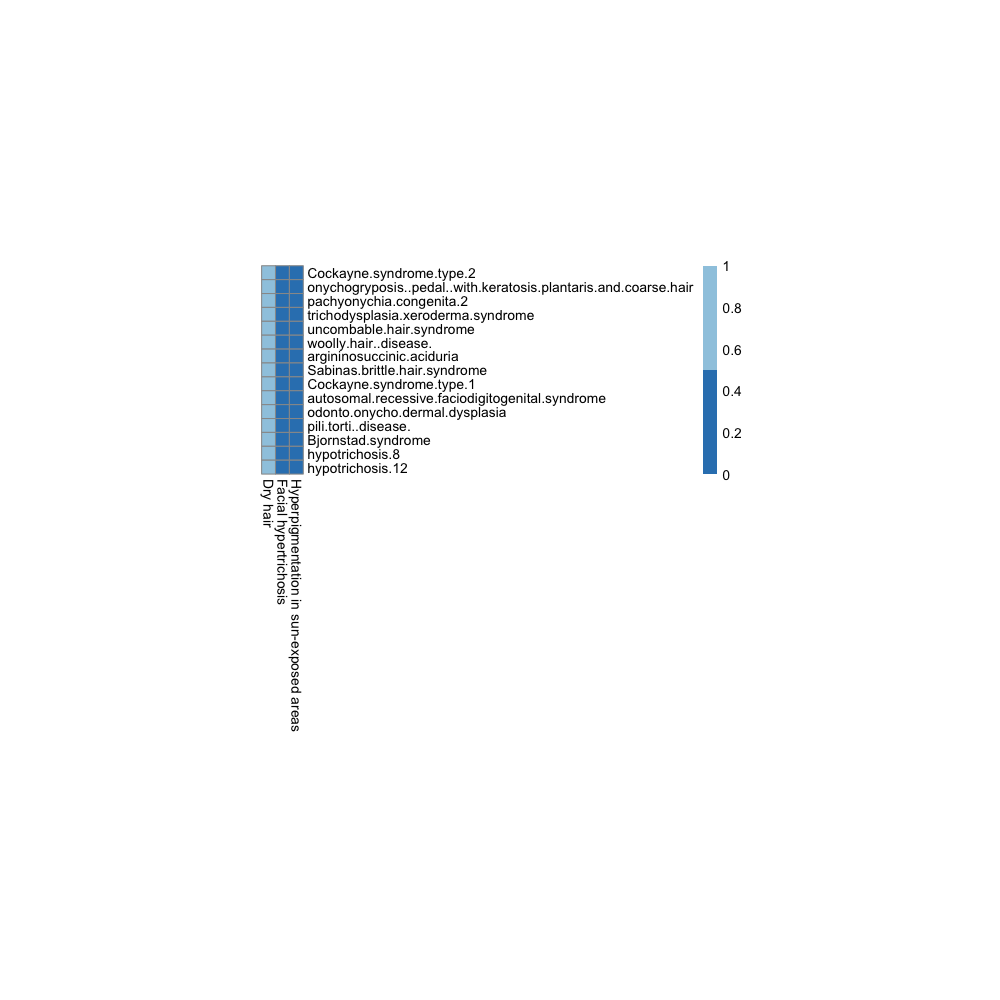 Cockayne.syndrome.type.2
onychogryposis..pedal..with.keratosis.plantaris.and.coarse.hair
pachyonychia.congenita.2
trichodysplasia.xeroderma.syndrome
uncombable.hair.syndrome
woolly.hair..disease.
argininosuccinic.aciduria
Sabinas.brittle.hair.syndrome
Cockayne.syndrome.type.1
autosomal.recessive.faciodigitogenital.syndrome
odonto.onycho.dermal.dysplasia
pili.torti..disease.
Bjornstad.syndrome
hypotrichosis.8
hypotrichosis.12
1
0.8
0.6
0.4
0.2
0
Dry hair
Facial hypertrichosis
Hyperpigmentation in sun-exposed areas